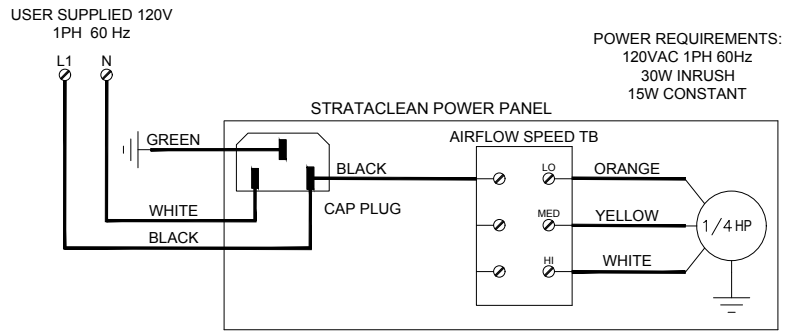 USER SUPPLIED 120V
1PH 60 Hz
L1
N
POWER REQUIREMENTS:
120VAC 1PH 60Hz
30W INRUSH
15W CONSTANT
STRATACLEAN POWER PANEL
GREEN
AIRFLOW SPEED TB
BLACK
LO
ORANGE
WHITE
CAP PLUG
MED
YELLOW
1/4 HP
BLACK
HI
WHITE